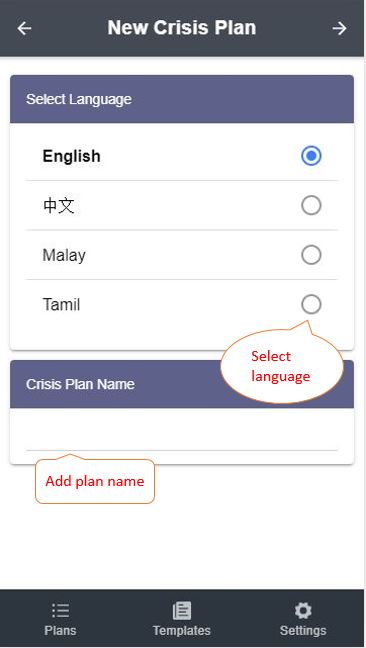 New Crisis Plan
Select Language
English
中文
Malay
Tamil
Select
language
Crisis Plan Name
Add plan name
Plans
Templates
Settings